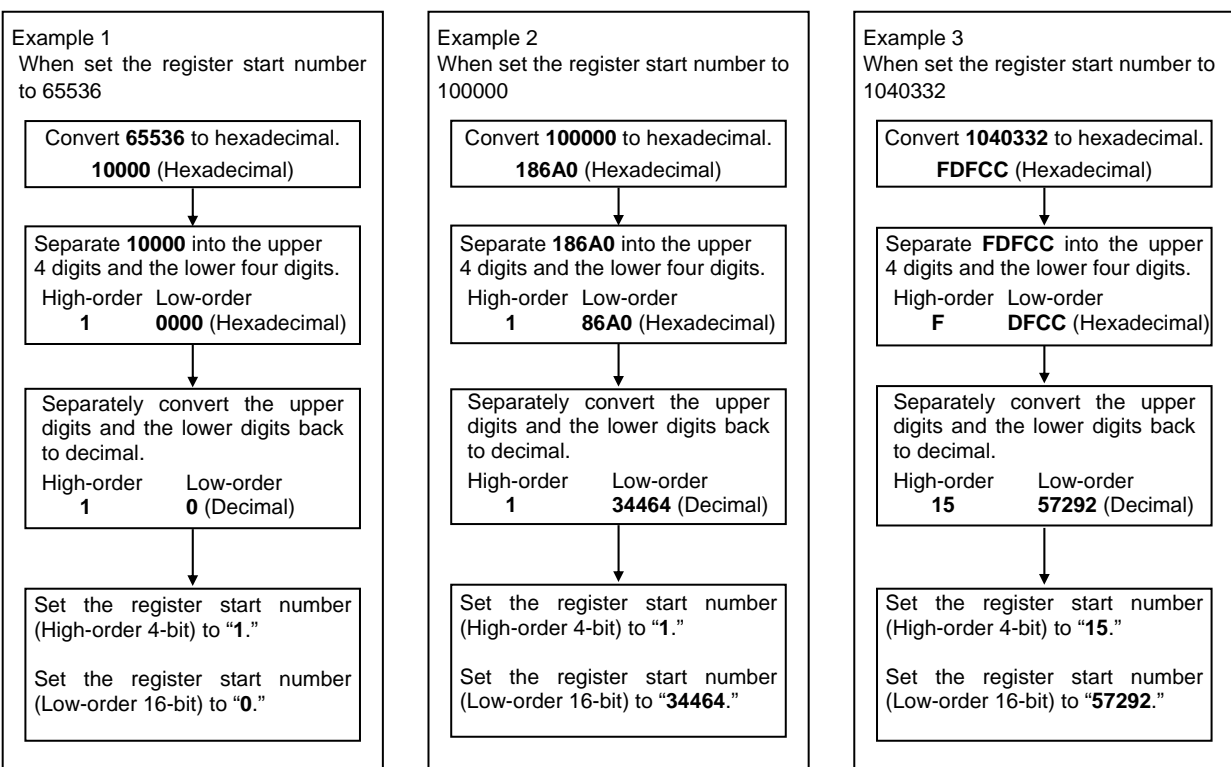 Example 1
When set the register start number
to 65536
Convert 65536 to hexadecimal.
10000 (Hexadecimal)
Separate 10000 into the upper
4 digits and the lower four digits.
High-order Low-order
1 0000 (Hexadecimal)
Separately convert the upper
digits and the lower digits back
to decimal.
High-order Low-order
1 0 (Decimal)
Set the register start number
(High-order 4-bit) to “1.”
Set the register start number
(Low-order 16-bit) to “0.”
Example 2
When set the register start number to
100000
Convert 100000 to hexadecimal.
186A0 (Hexadecimal)
Separate 186A0 into the upper
4 digits and the lower four digits.
High-order Low-order
1 86A0 (Hexadecimal)
Separately convert the upper
digits and the lower digits back
to decimal.
High-order Low-order
1 34464 (Decimal)
Set the register start number
(High-order 4-bit) to “1.”
Set the register start number
(Low-order 16-bit) to “34464.”
Example 3
When set the register start number to
1040332
Convert 1040332 to hexadecimal.
FDFCC (Hexadecimal)
Separate FDFCC into the upper
4 digits and the lower four digits.
High-order Low-order
F DFCC (Hexadecimal)
Separately convert the upper
digits and the lower digits back
to decimal.
High-order Low-order
15 57292 (Decimal)
Set the register start number
(High-order 4-bit) to “15.”
Set the register start number
(Low-order 16-bit) to “57292.”